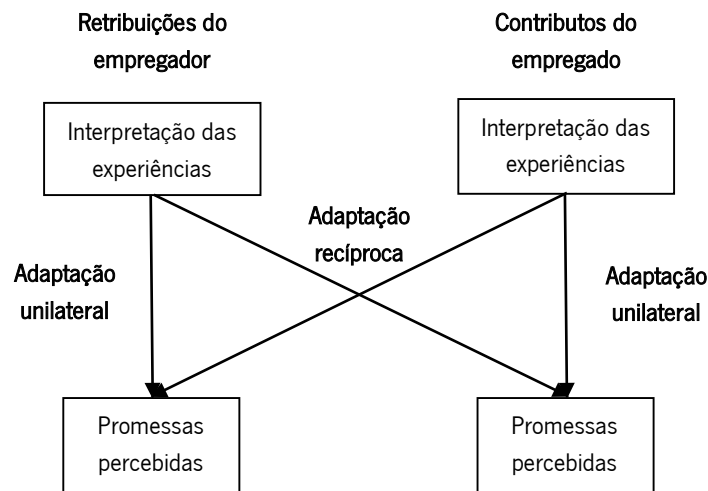 Retribuições do
empregador
Contributos do
empregado
Interpretação das
experiências
Interpretação das
experiências
Adaptação
recíproca
Adaptação
unilateral
Adaptação
unilateral
Promessas
percebidas
Promessas
percebidas